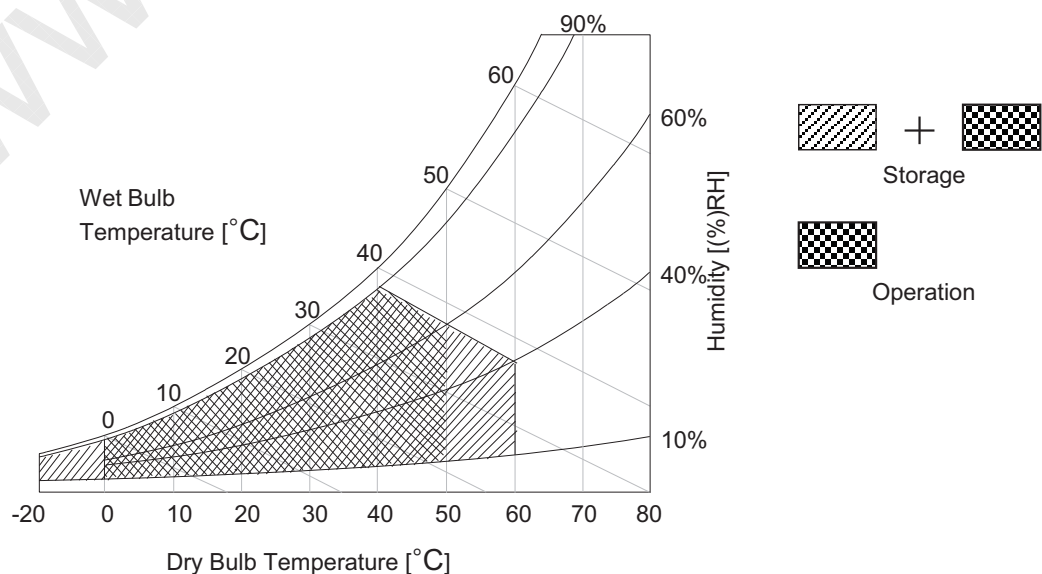 90%
60
60%
Storage
50
Wet Bulb
Temperature [°C]
Humidity [(%)RH]
40
40%
Operation
30
20
10
0
10%
-20 0 10 20 30 40 50 60 70 80
Dry Bulb Temperature [°C]